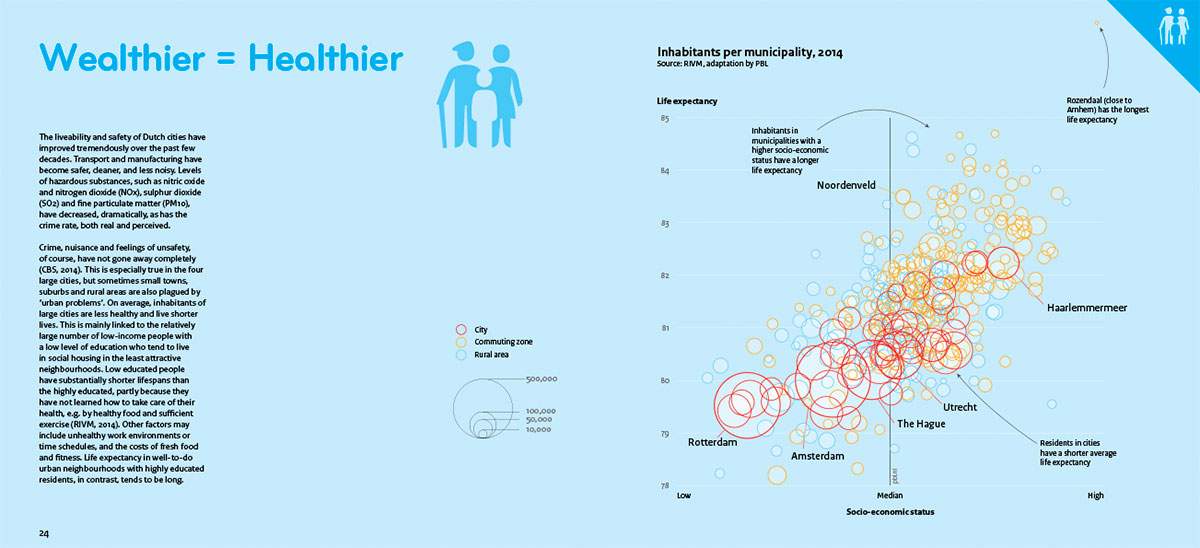 Wealthier = Healthier
The liveability and safety of Dutch cities have
improved tremendously over the past few
decades. Transport and manufacturing have
become safer, cleaner, and less noisy. Levels
of hazardous substances, such as nitric oxide
and nitrogen dioxide (NOx), sulphur dioxide
(SO2) and fine particulate matter (PM10),
have decreased, dramatically, as has the
crime rate, both real and perceived.
Crime, nuisance and feelings of unsafety,
of course, have not gone away completely
(CBS, 2014). This is especially true in the four
large cities, but sometimes small towns,
suburbs and rural areas are also plagued by
‘urban problems’. On average, inhabitants of
large cities are less healthy and live shorter
lives. This is mainly linked to the relatively
large number of low-income people with
a low level of education who tend to live
in social housing in the least attractive
neighbourhoods. Low educated people
have substantially shorter lifespans than
the highly educated, partly because they
have not learned how to take care of their
health, e.g. by healthy food and sufficient
exercise (RIVM, 2014). Other factors may
include unhealthy work environments or
time schedules, and the costs of fresh food
and fitness. Life expectancy in well-to-do
urban neighbourhoods with highly educated
residents, in contrast, tends to be long.
24
City
Commuting zone
Rural area
500,000
100,000
50,000
10,000
Inhabitants per municipality, 2014
Source: RIVM, adaptation by PBL
Life expectancy
85
84
83
82
81
80
79
78
Rozendaal (close to
Arnhem) has the longest
life expectancy
Inhabitants in
municipalities with a
higher socio-economic
status have a longer
life expectancy
Noordenveld
Haarlemmermeer
Utrecht
The Hague
Rotterdam
Amsterdam
Residents in cities
have a shorter average
life expectancy
pbl.nl
Low
Median
High
Socio-economic status